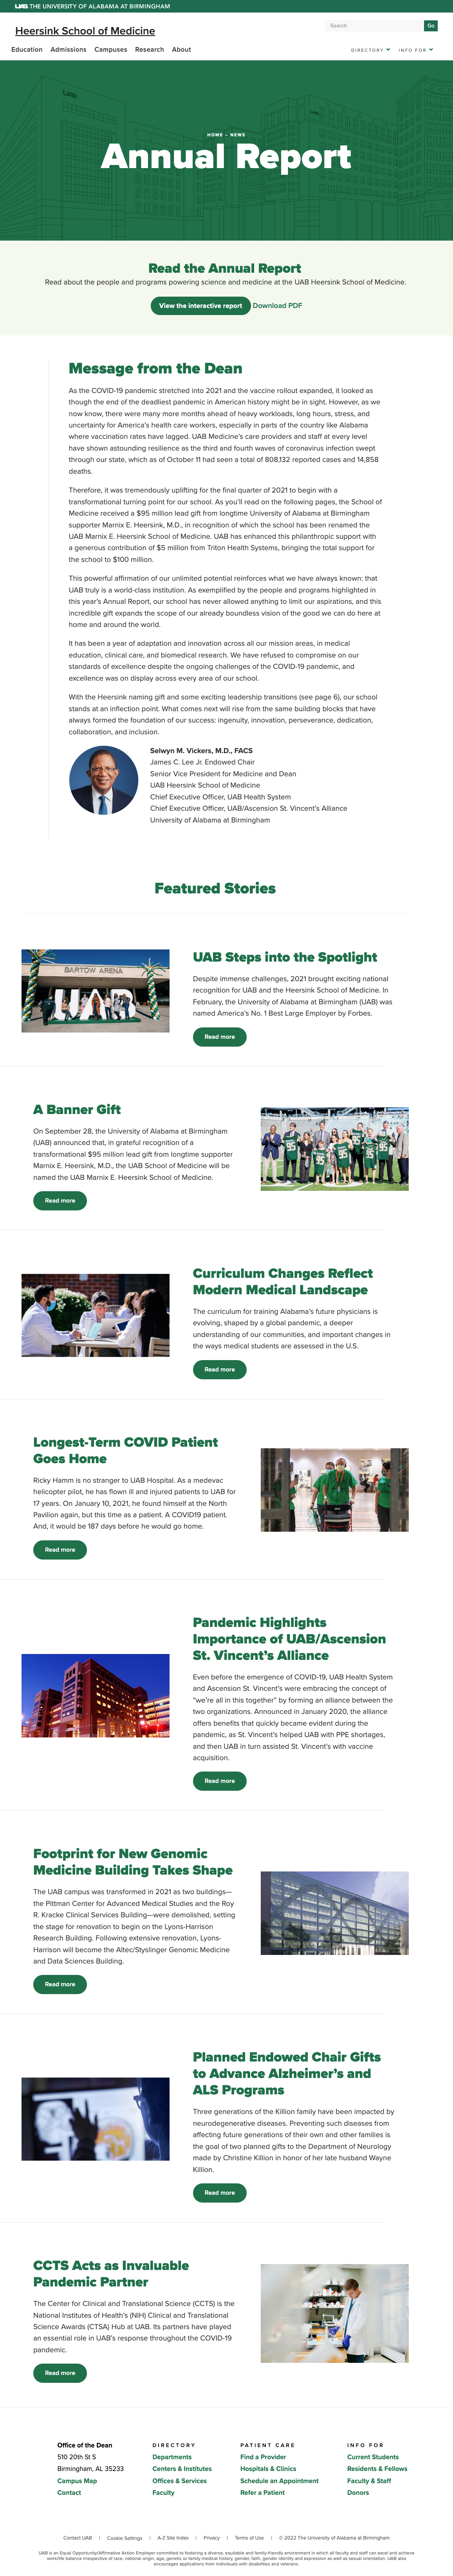 UAB THE UNIVERSITY OF ALABAMA AT BIRMINGHAM
Heersink School of Medicine
Search
Go
Education Admissions Campuses Research About
DIRECTORY INFO FOR
HOME – NEWS
Annual Report
Read the Annual Report
Read about the people and programs powering science and medicine at the UAB Heersink School of Medicine.
View the interactive report Download PDF
Message from the Dean
As the COVID-19 pandemic stretched into 2021 and the vaccine rollout expanded, it looked as
though the end of the deadliest pandemic in American history might be in sight. However, as we
now know, there were many more months ahead of heavy workloads, long hours, stress, and
uncertainty for America's health care workers, especially in parts of the country like Alabama
where vaccination rates have lagged. UAB Medicine's care providers and staff at every level
have shown astounding resilience as the third and fourth waves of coronavirus infection swept
through our state, which as of October 11 had seen a total of 808,132 reported cases and 14,858
deaths.
Therefore, it was tremendously uplifting for the final quarter of 2021 to begin with a
transformational turning point for our school. As you'll read on the following pages, the School of
Medicine received a $95 million lead gift from longtime University of Alabama at Birmingham
supporter Marnix E. Heersink, M.D., in recognition of which the school has been renamed the
UAB Marnix E. Heersink School of Medicine. UAB has enhanced this philanthropic support with
a generous contribution of $5 million from Triton Health Systems, bringing the total support for
the school to $100 million.
This powerful affirmation of our unlimited potential reinforces what we have always known: that
UAB truly is a world-class institution. As exemplified by the people and programs highlighted in
this year's Annual Report, our school has never allowed anything to limit our aspirations, and this
incredible gift expands the scope of our already boundless vision of the good we can do here at
home and around the world.
It has been a year of adaptation and innovation across all our mission areas, in medical
education, clinical care, and biomedical research. We have refused to compromise on our
standards of excellence despite the ongoing challenges of the COVID-19 pandemic, and
excellence was on display across every area of our school.
With the Heersink naming gift and some exciting leadership transitions (see page 6), our school
stands at an inflection point. What comes next will rise from the same building blocks that have
always formed the foundation of our success: ingenuity, innovation, perseverance, dedication,
collaboration, and inclusion.
Selwyn M. Vickers, M.D., FACS
James C. Lee Jr. Endowed Chair
Senior Vice President for Medicine and Dean
UAB Heersink School of Medicine
Chief Executive Officer, UAB Health System
Chief Executive Officer, UAB/Ascension St. Vincent's Alliance
University of Alabama at Birmingham
Featured Stories
BARTOW ARENA
UAB
UAB Steps into the Spotlight
Despite immense challenges, 2021 brought exciting national
recognition for UAB and the Heersink School of Medicine. In
February, the University of Alabama at Birmingham (UAB) was
named America's No. 1 Best Large Employer by Forbes.
Read more
A Banner Gift
On September 28, the University of Alabama at Birmingham
(UAB) announced that, in grateful recognition of a
transformational $95 million lead gift from longtime supporter
Marnix E. Heersink, M.D., the UAB School of Medicine will be
named the UAB Marnix E. Heersink School of Medicine.
Read more
Curriculum Changes Reflect
Modern Medical Landscape
The curriculum for training Alabama's future physicians is
evolving, shaped by a global pandemic, a deeper
understanding of our communities, and important changes in
the ways medical students are assessed in the U.S.
Read more
Longest-Term COVID Patient
Goes Home
Ricky Hamm is no stranger to UAB Hospital. As a medevac
helicopter pilot, he has flown ill and injured patients to UAB for
17 years. On January 10, 2021, he found himself at the North
Pavilion again, but this time as a patient. A COVID19 patient.
And, it would be 187 days before he would go home.
Read more
Pandemic Highlights
Importance of UAB/Ascension
St. Vincent's Alliance
Even before the emergence of COVID-19, UAB Health System
and Ascension St. Vincent's were embracing the concept of
"we're all in this together" by forming an alliance between the
two organizations. Announced in January 2020, the alliance
offers benefits that quickly became evident during the
pandemic, as St. Vincent's helped UAB with PPE shortages,
and then UAB in turn assisted St. Vincent's with vaccine
acquisition.
Read more
Footprint for New Genomic
Medicine Building Takes Shape
The UAB campus was transformed in 2021 as two buildings—
the Pittman Center for Advanced Medical Studies and the Roy
R. Kracke Clinical Services Building—were demolished, setting
the stage for renovation to begin on the Lyons-Harrison
Research Building. Following extensive renovation, Lyons-
Harrison will become the Altec/Styslinger Genomic Medicine
and Data Sciences Building.
Read more
Planned Endowed Chair Gifts
to Advance Alzheimer's and
ALS Programs
Three generations of the Killion family have been impacted by
neurodegenerative diseases. Preventing such diseases from
affecting future generations of their own and other families is
the goal of two planned gifts to the Department of Neurology
made by Christine Killion in honor of her late husband Wayne
Killion.
Read more
CCTS Acts as Invaluable
Pandemic Partner
The Center for Clinical and Translational Science (CCTS) is the
National Institutes of Health's (NIH) Clinical and Translational
Science Awards (CTSA) Hub at UAB. Its partners have played
an essential role in UAB's response throughout the COVID-19
pandemic.
Read more
Office of the Dean
510 20th St S
Birmingham, AL 35233
Campus Map
Contact
DIRECTORY
Departments
Centers & Institutes
Offices & Services
Faculty
PATIENT CARE
Find a Provider
Hospitals & Clinics
Schedule an Appointment
Refer a Patient
INFO FOR
Current Students
Residents & Fellows
Faculty & Staff
Donors
Contact UAB | Cookie Settings | A-Z Site Index | Privacy | Terms of Use | © 2022 The University of Alabama at Birmingham
UAB is an Equal Opportunity/Affirmative Action Employer committed to fostering a diverse, equitable and family-friendly environment in which all faculty and staff can excel and achieve
work/life balance irrespective of race, national origin, age, genetic or family medical history, gender, faith, gender identity and expression as well as sexual orientation. UAB also
encourages applications from individuals with disabilities and veterans.